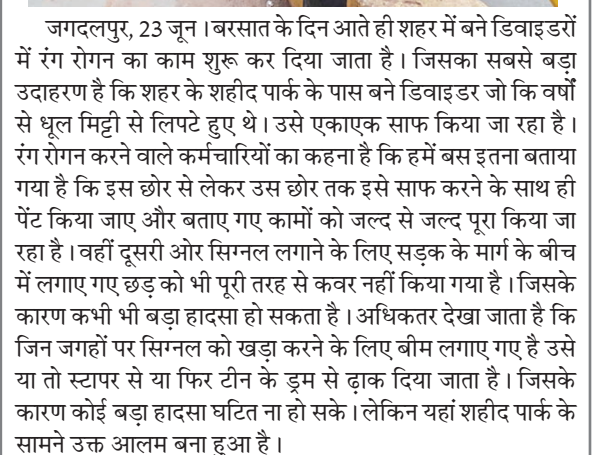 जगदलपुर, 23 जून । बरसात के दिन आते ही शहर में बने डिवाइडरों
में रंग रोगन का काम शुरू कर दिया जाता है । जिसका सबसे बड़ा
उदाहरण है कि शहर के शहीद पार्क के पास बने डिवाइडर जो कि वर्षों
से धूल मिट्टी से लिपटे हुए थे । उसे एकाएक साफ किया जा रहा है ।
रंग रोगन करने वाले कर्मचारियों का कहना है कि हमें बस इतना बताया
गया है कि इस छोर से लेकर उस छोर तक इसे साफ करने के साथ ही
पेंट किया जाए और बताए गए कामों को जल्द से जल्द पूरा किया जा
रहा है । वहीं दूसरी ओर सिग्नल लगाने के लिए सड़क के मार्ग के बीच
में लगाए गए छड़ को भी पूरी तरह से कवर नहीं किया गया है । जिसके
कारण कभी भी बड़ा हादसा हो सकता है । अधिकतर देखा जाता है कि
जिन जगहों पर सिग्नल को खड़ा करने के लिए बीम लगाए गए है उसे
या तो स्टापर से या फिर टीन के ड्रम से ढ़ाक दिया जाता है । जिसके
कारण कोई बड़ा हादसा घटित ना हो सके । लेकिन यहां शहीद पार्क के
सामने उक्त आलम बना हुआ है ।